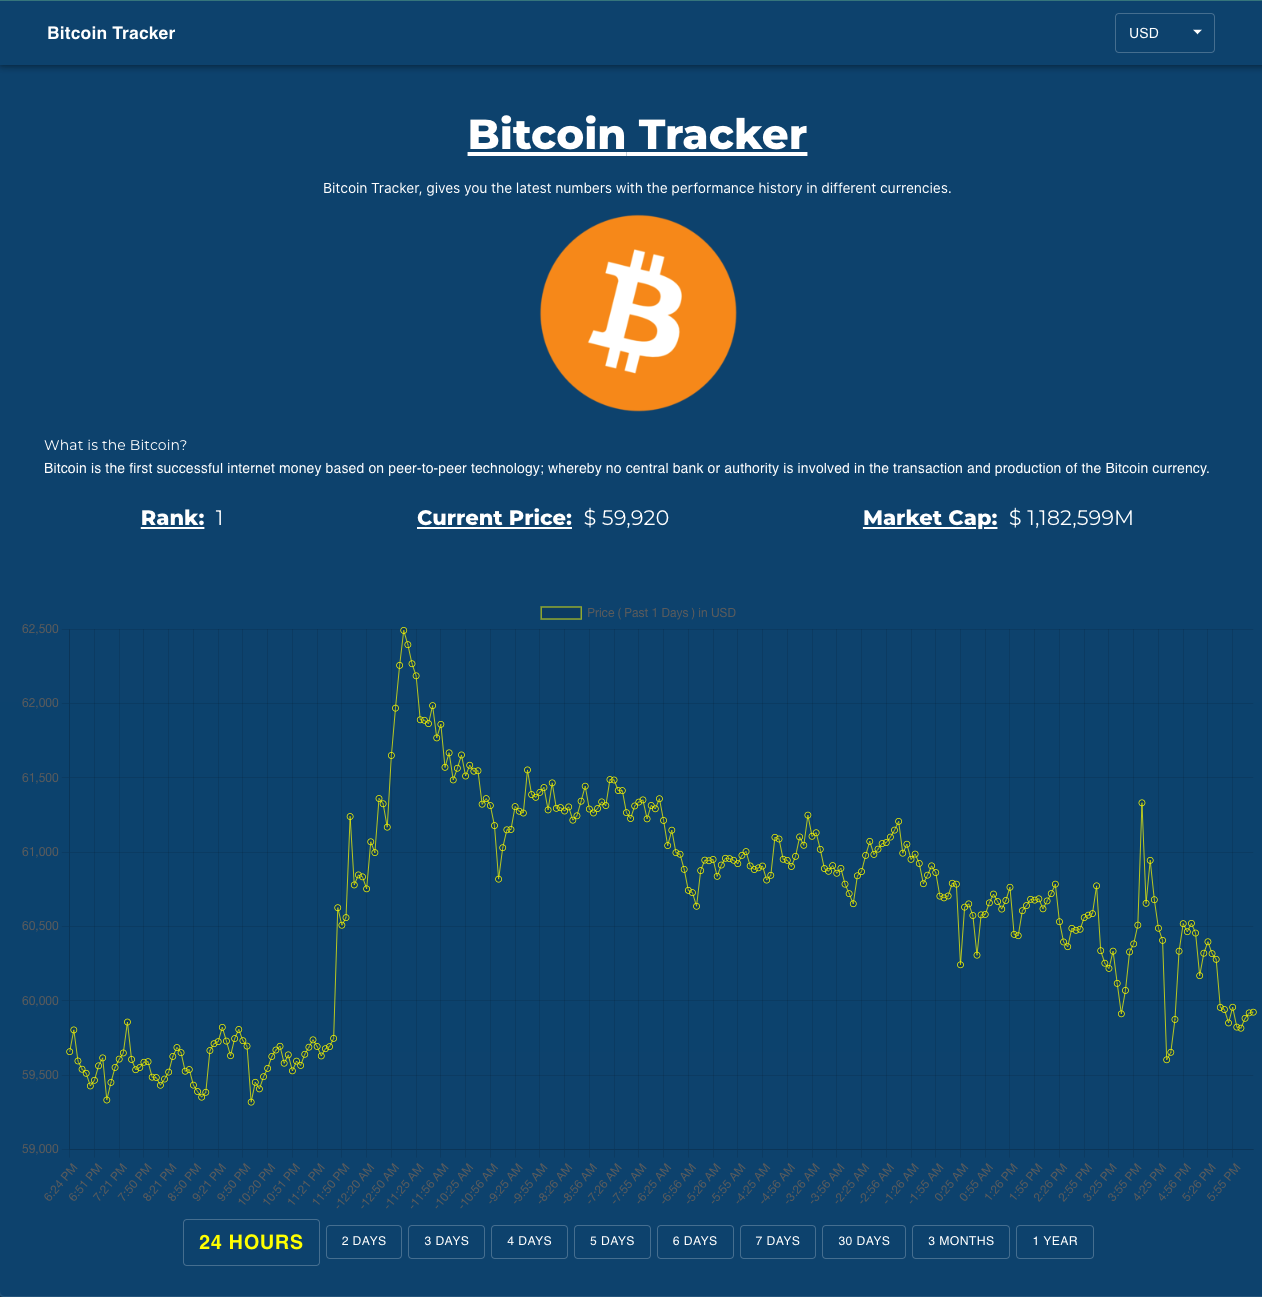 Bitcoin Tracker
USD
Bitcoin Tracker
Bitcoin Tracker, gives you the latest numbers with the performance history in different currencies.
What is the Bitcoin?
Bitcoin is the first successful internet money based on peer-to-peer technology; whereby no central bank or authority is involved in the transaction and production of the Bitcoin currency.
Rank: 1
Current Price: $ 59,920
Market Cap: $ 1,182,599M
Price ( Past 1 Days ) in USD
62,500
62,000
61,500
61,000
60,500
60,000
59,500
59,000
6:24 PM
6:51 PM
7:21 PM
7:50 PM
8:21 PM
8:50 PM
9:21 PM
9:50 PM
10:20 PM
10:51 PM
11:21 PM
11:50 PM
-12:20 AM
-12:50 AM
-11:25 AM
-11:56 AM
-10:25 AM
-10:56 AM
-9:25 AM
-9:55 AM
-8:26 AM
-8:56 AM
-7:26 AM
-7:55 AM
-6:25 AM
-6:56 AM
-5:26 AM
-5:55 AM
-4:25 AM
-4:56 AM
-3:26 AM
-3:56 AM
-2:25 AM
-2:56 AM
-1:26 AM
-1:55 AM
0:25 AM
0:55 AM
1:26 PM
1:55 PM
2:26 PM
2:55 PM
3:25 PM
3:55 PM
4:25 PM
4:56 PM
5:26 PM
5:55 PM
24 HOURS
2 DAYS
3 DAYS
4 DAYS
5 DAYS
6 DAYS
7 DAYS
30 DAYS
3 MONTHS
1 YEAR